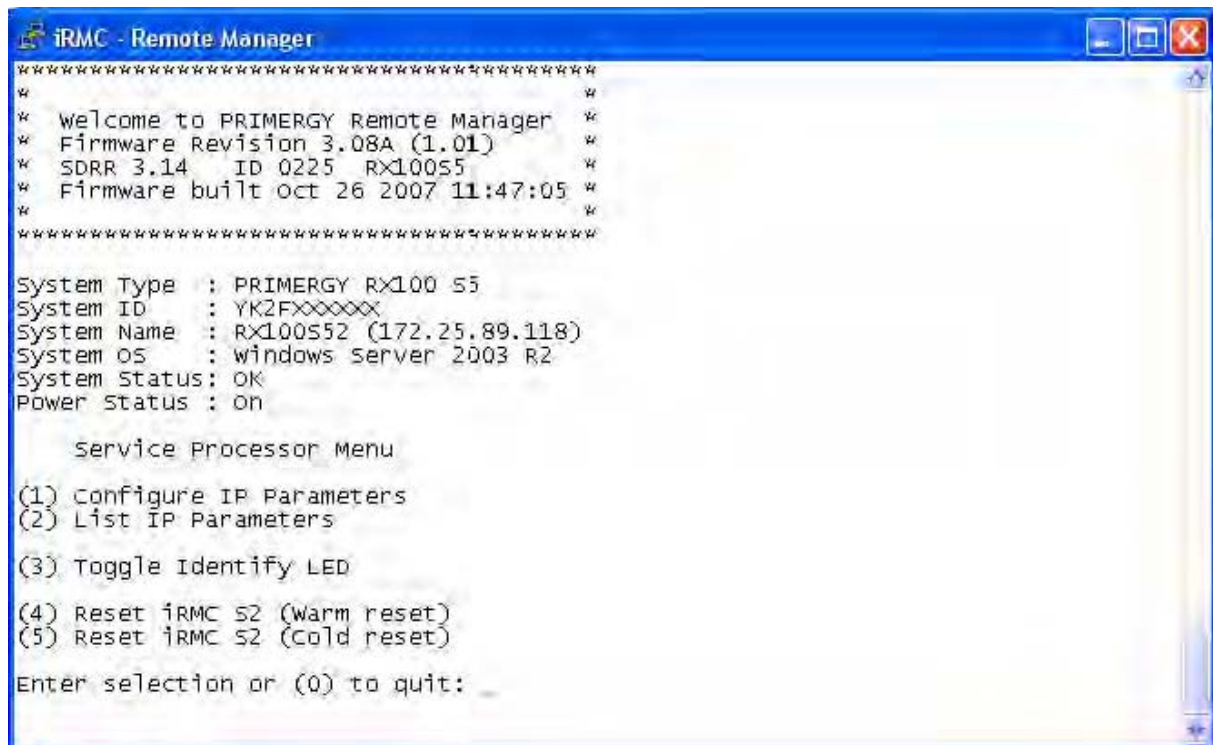 iRMC - Remote Manager
****************************************
*                                      *
*  Welcome to PRIMERGY Remote Manager  *
*  Firmware Revision 3.08A (1.01)      *
*  SDRR 3.14   ID 0225  RX100S5        *
*  Firmware built Oct 26 2007 11:47:05 *
*                                      *
****************************************
System Type  : PRIMERGY RX100 S5
System ID    : YK2FXXXXXX
System Name  : RX100S52 (172.25.89.118)
System OS    : Windows Server 2003 R2
System Status: OK
Power Status : On
Service Processor Menu
(1) Configure IP Parameters
(2) List IP Parameters
(3) Toggle Identify LED
(4) Reset iRMC S2 (Warm reset)
(5) Reset iRMC S2 (Cold reset)
Enter selection or (0) to quit: _